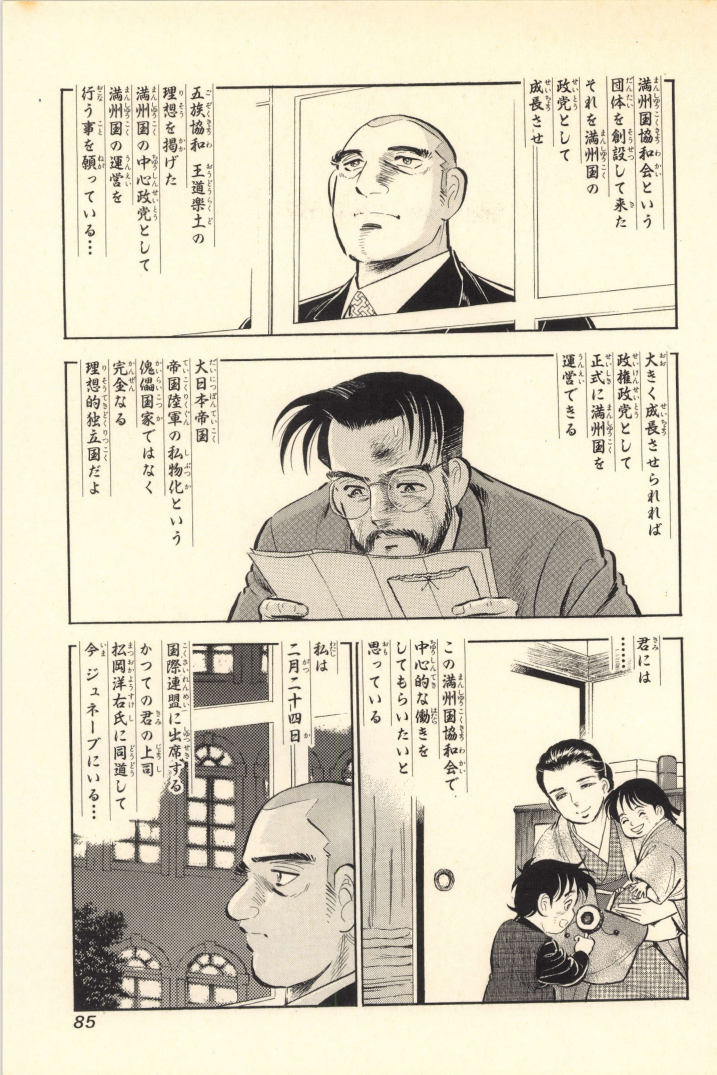 満州国協和会という
団体を創設して来た
それを満州国の
政党として
成長させ
五族協和 王道楽土の
理想を掲げた
満州国の中心政党として
満州国の運営を
行う事を願っている…
大きく成長させられれば
政権政党として
正式に満州国を
運営できる
大日本帝国
帝国陸軍の私物化という
傀儡国家ではなく
完全なる
理想的独立国だよ
君には
……
この満州国協和会で
中心的な働きを
してもらいたいと
思っている
私は
二月二十四日
国際連盟に出席する
かつての君の上司
松岡洋右氏に同道して
今 ジュネーブにいる…
85